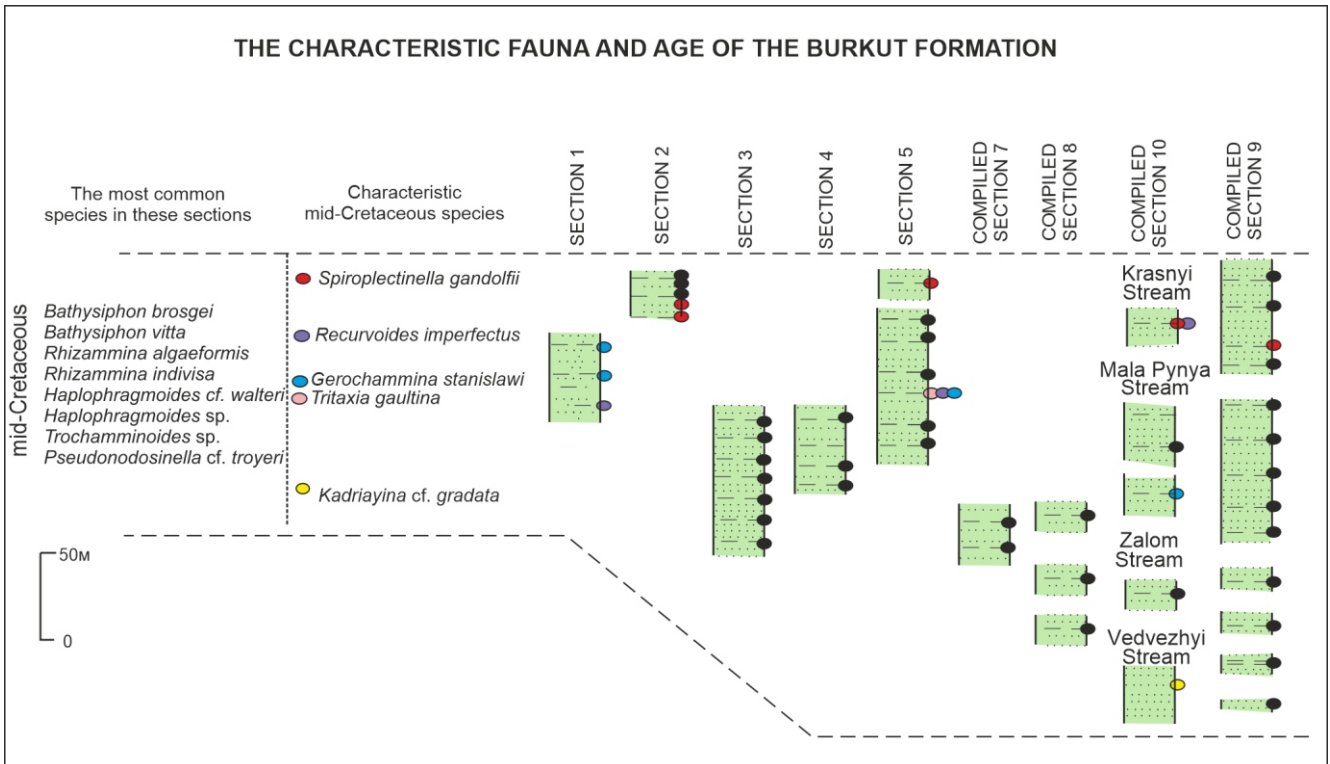 THE CHARACTERISTIC FAUNA AND AGE OF THE BURKUT FORMATION
The most common
species in these sections
Characteristic
mid-Cretaceous species
SECTION 1
SECTION 2
SECTION 3
SECTION 4
SECTION 5
COMPILIED
SECTION 7
COMPILED
SECTION 8
COMPILED
SECTION 10
COMPILED
SECTION 9
mid-Cretaceous
Bathysiphon brosgei
Bathysiphon vitta
Rhizammina algaeformis
Rhizammina indivisa
Haplophragmoides cf. walteri
Haplophragmoides sp.
Trochamminoides sp.
Pseudonodosinella cf. troyeri
Spiroplectinella gandolfii
Recurvoides imperfectus
Gerochammina stanislawi
Tritaxia gaultina
Kadriayina cf. gradata
Krasnyi
Stream
Mala Pynya
Stream
Zalom
Stream
Vedvezhyi
Stream
50м
0